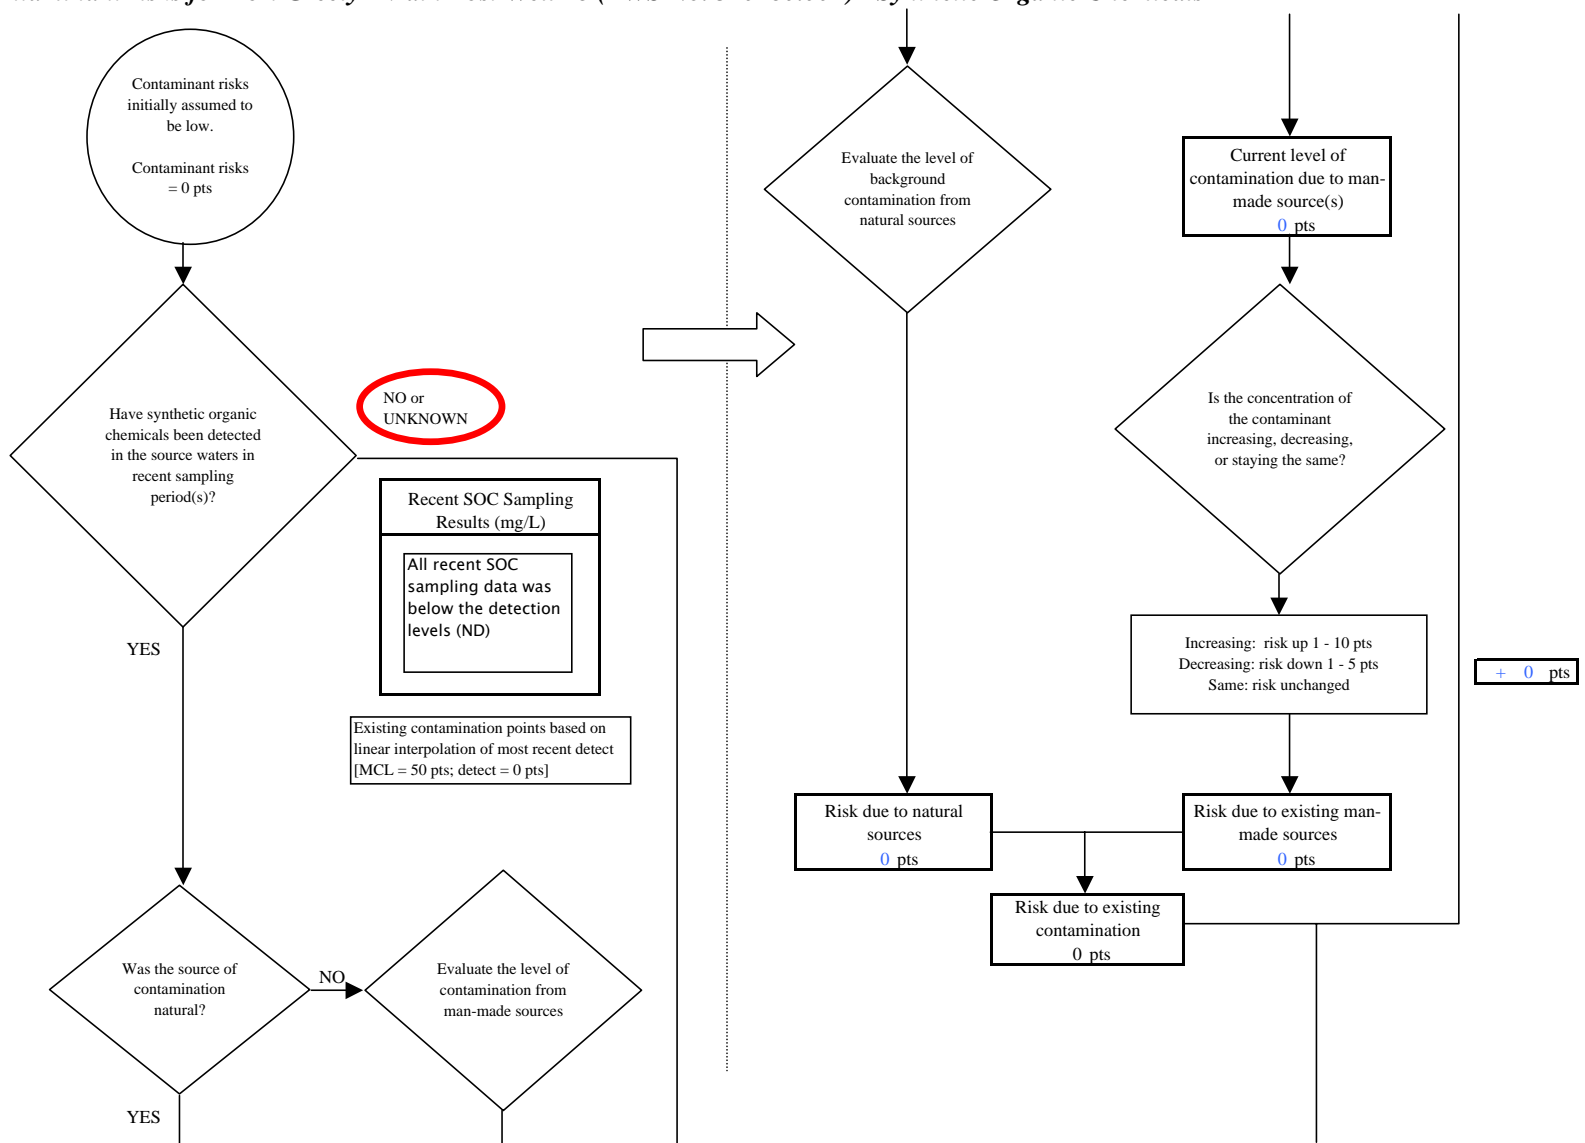 Contaminant risks
initially assumed to
be low.
Contaminant risks
= 0 pts
Have synthetic organic
chemicals been detected
in the source waters in
recent sampling
period(s)?
NO or
UNKNOWN
Recent SOC Sampling
Results (mg/L)
All recent SOC
sampling data was
below the detection
levels (ND)
YES
Existing contamination points based on
linear interpolation of most recent detect
[MCL = 50 pts; detect = 0 pts]
Was the source of
contamination
natural?
NO
Evaluate the level of
contamination from
man-made sources
YES
Evaluate the level of
background
contamination from
natural sources
Current level of
contamination due to man-
made source(s)
0 pts
Is the concentration of
the contaminant
increasing, decreasing,
or staying the same?
Increasing: risk up 1 - 10 pts
Decreasing: risk down 1 - 5 pts
Same: risk unchanged
+ 0 pts
Risk due to natural
sources
0 pts
Risk due to existing man-
made sources
0 pts
Risk due to existing
contamination
0 pts